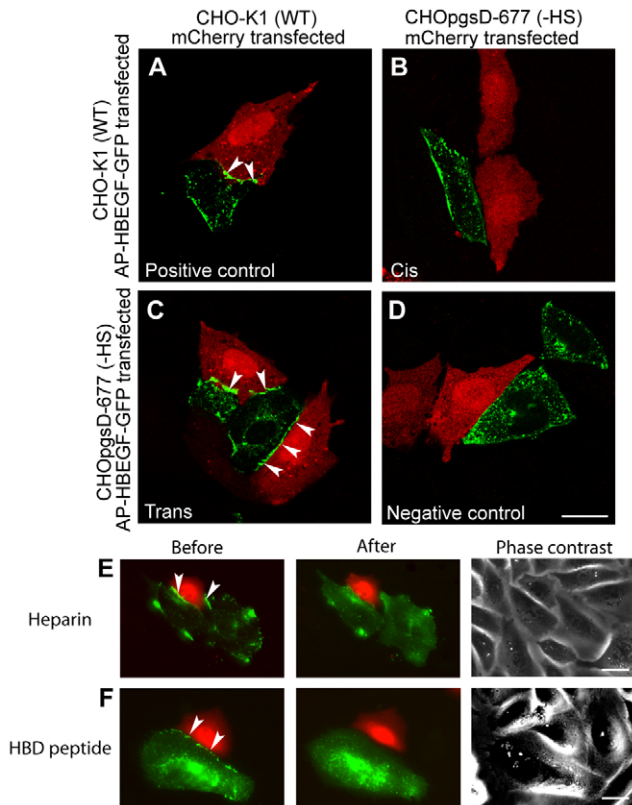 CHO-K1 (WT)
mCherry transfected
CHOpgsD-677 (-HS)
mCherry transfected
CHO-K1 (WT)
AP-HBEGF-GFP transfected
A
B
Positive control
Cis
CHOpgsD-677 (-HS)
AP-HBEGF-GFP transfected
C
D
Trans
Negative control
Before
After
Phase contrast
E
Heparin
F
HBD peptide